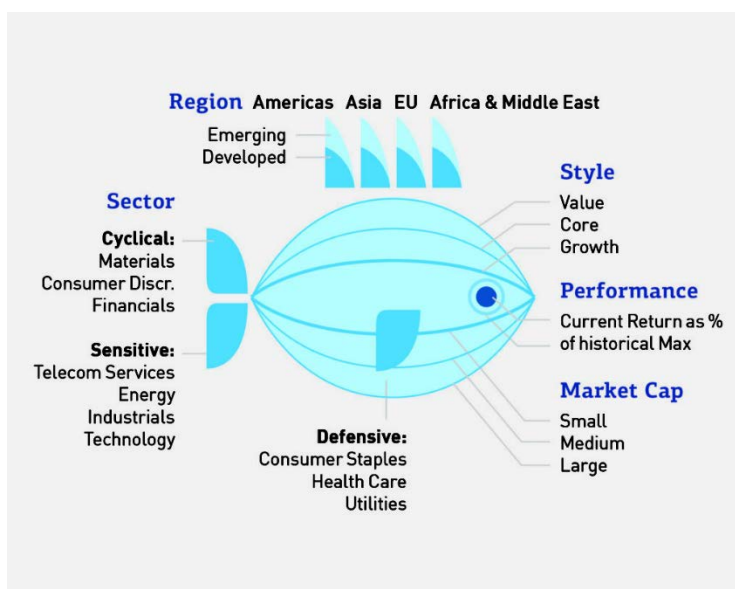 Region Americas Asia EU Africa & Middle East
Emerging
Developed
Style
Value
Core
Growth
Sector
Cyclical:
Materials
Consumer Discr.
Financials
Performance
Current Return as %
of historical Max
Sensitive:
Telecom Services
Energy
Industrials
Technology
Market Cap
Small
Medium
Large
Defensive:
Consumer Staples
Health Care
Utilities